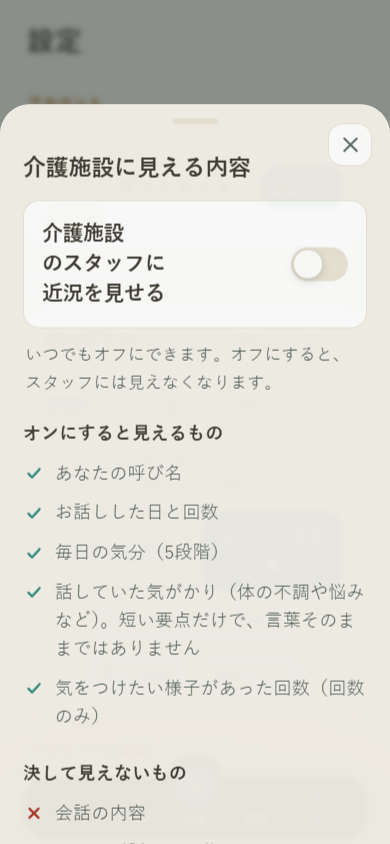 設定
介護施設に見える内容
介護施設
のスタッフに
近況を見せる
いつでもオフにできます。オフにすると、
スタッフには見えなくなります。
オンにすると見えるもの
あなたの呼び名
お話しした日と回数
毎日の気分（5段階）
話していた気がかり（体の不調や悩み
など）。短い要点だけで、言葉そのま
まではありません
気をつけたい様子があった回数（回数
のみ）
決して見えないもの
会話の内容